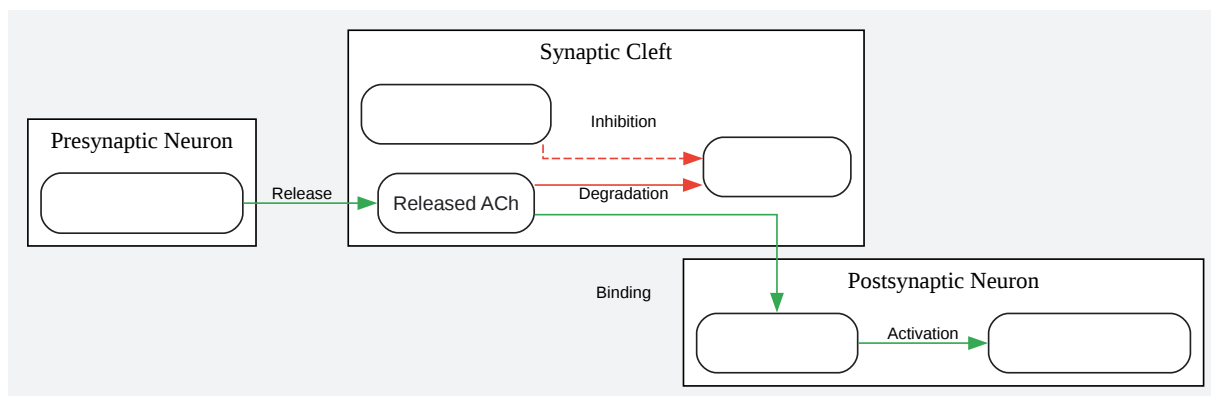 Synaptic Cleft
Inhibition
Presynaptic Neuron
Release
Released ACh
Degradation
Binding
Postsynaptic Neuron
Activation